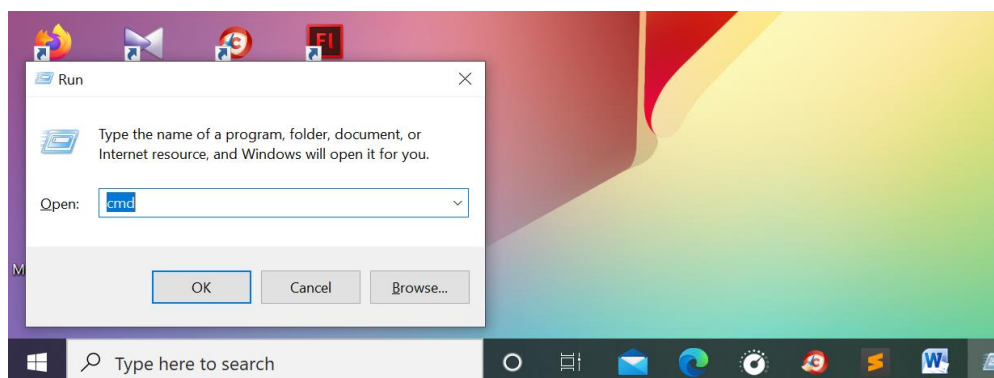 Fl
Run
Type the name of a program, folder, document, or
Internet resource, and Windows will open it for you.
Open:
cmd
M
OK
Cancel
Browse...
Type here to search
W